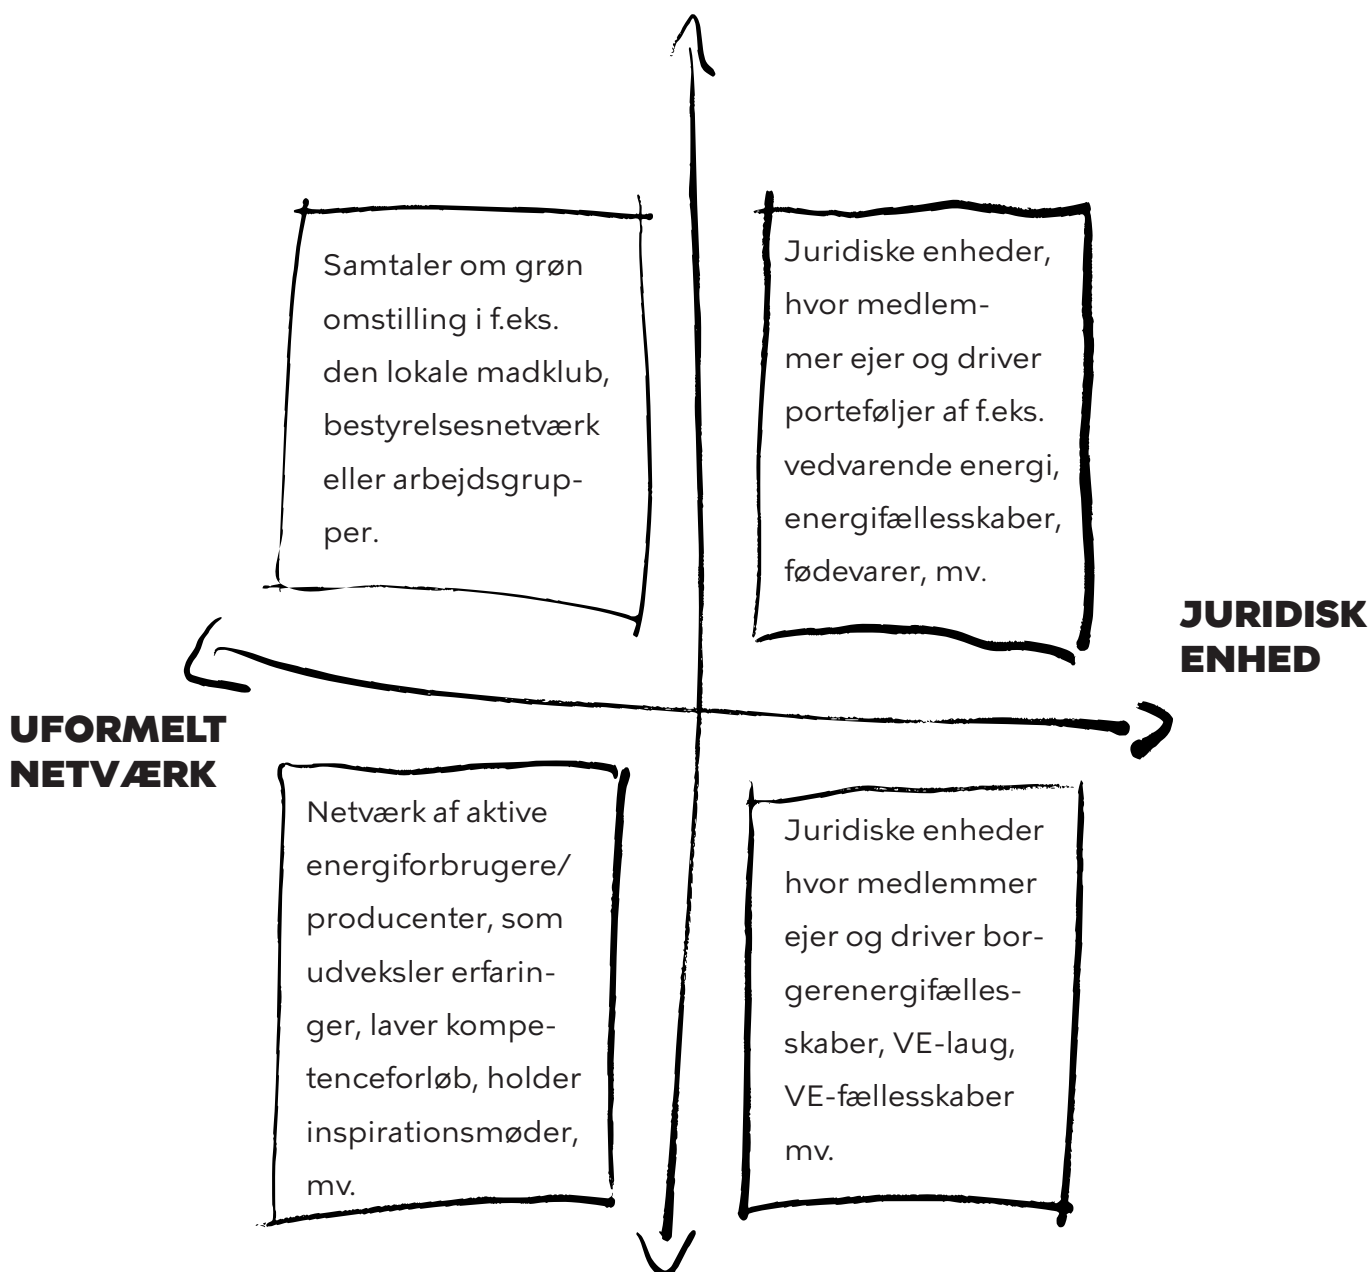 Samtaler om grøn
omstilling i f.eks.
den lokale madklub,
bestyrelsesnetværk
eller arbejdsgrup-
per.
Juridiske enheder,
hvor medlem-
mer ejer og driver
porteføljer af f.eks.
vedvarende energi,
energifællesskaber,
fødevarer, mv.
JURIDISK
ENHED
UFORMELT
NETVÆRK
Netværk af aktive
energiforbrugere/
producenter, som
udveksler erfarin-
ger, laver kompe-
tenceforløb, holder
inspirationsmøder,
mv.
Juridiske enheder
hvor medlemmer
ejer og driver bor-
gerenergifælles-
skaber, VE-laug,
VE-fællesskaber
mv.